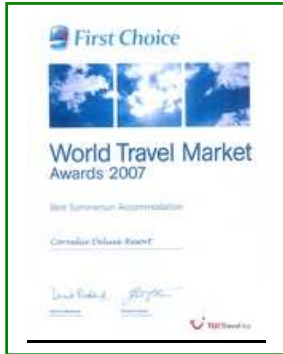 First Choice
World Travel Market
Awards 2007
Best Summersun Accommodation
Cornelia Deluxe Resort
TUI Travel PLC